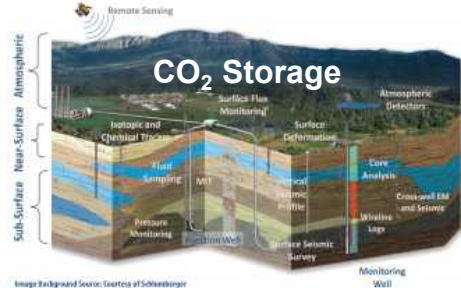 Remote Sensing
Atmospheric
CO₂ Storage
Surface Flux
Monitoring
Atmospheric
Detectors
Near-Surface
Isotopic and
Chemical Tracers
Surface
Deformation
Sub-Surface
Fluid
Sampling
MIT
Vertical
Seismic
Profile
Core
Analysis
Cross-well EM
and Seismic
Pressure
Monitoring
Injection Well
Wireline
Logs
Surface Seismic
Survey
Monitoring
Well
Image Background Source: Courtesy of Schlumberger